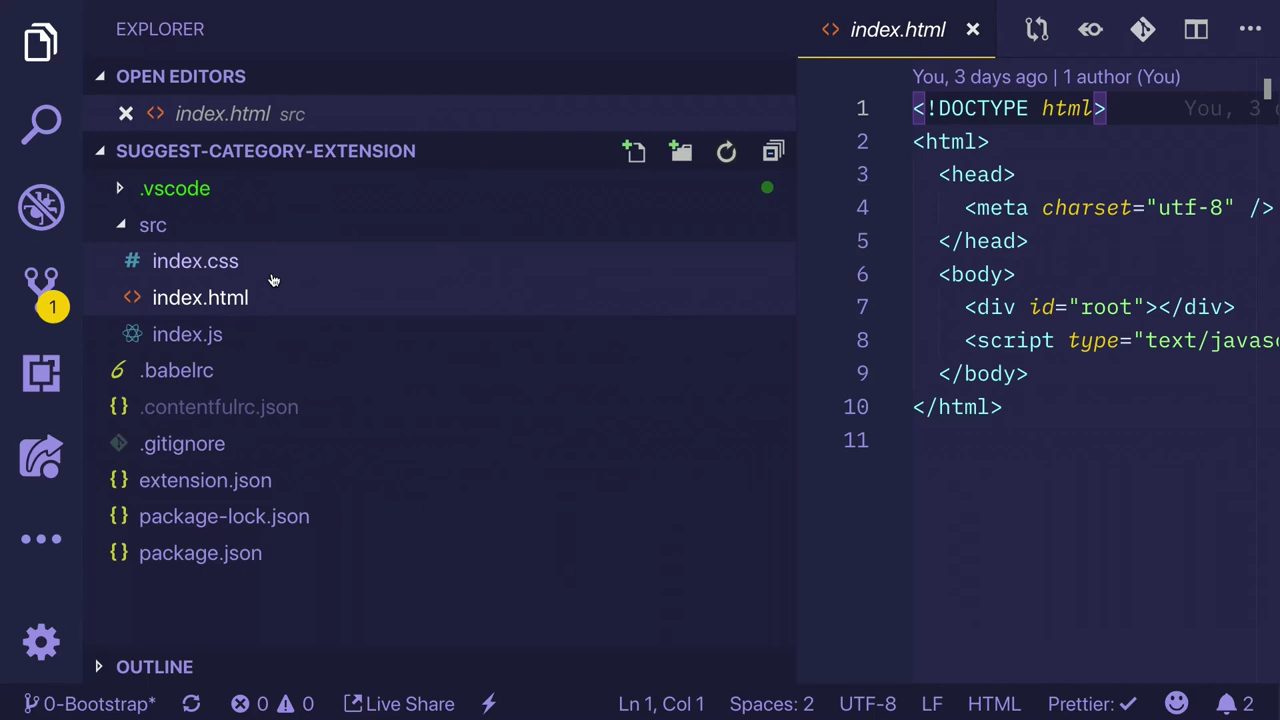 EXPLORER
OPEN EDITORS
index.html src
SUGGEST-CATEGORY-EXTENSION
.vscode
src
index.css
index.html
index.js
.babelrc
.contentfulrc.json
.gitignore
extension.json
package-lock.json
package.json
OUTLINE
1
index.html
You, 3 days ago | 1 author (You)
1 <!DOCTYPE html> You, 3
2 <html>
3 <head>
4 <meta charset="utf-8" />
5 </head>
6 <body>
7 <div id="root"></div>
8 <script type="text/javas
9 </body>
10 </html>
11
0-Bootstrap* 0 0 Live Share Ln 1, Col 1 Spaces: 2 UTF-8 LF HTML Prettier: ✓ 2